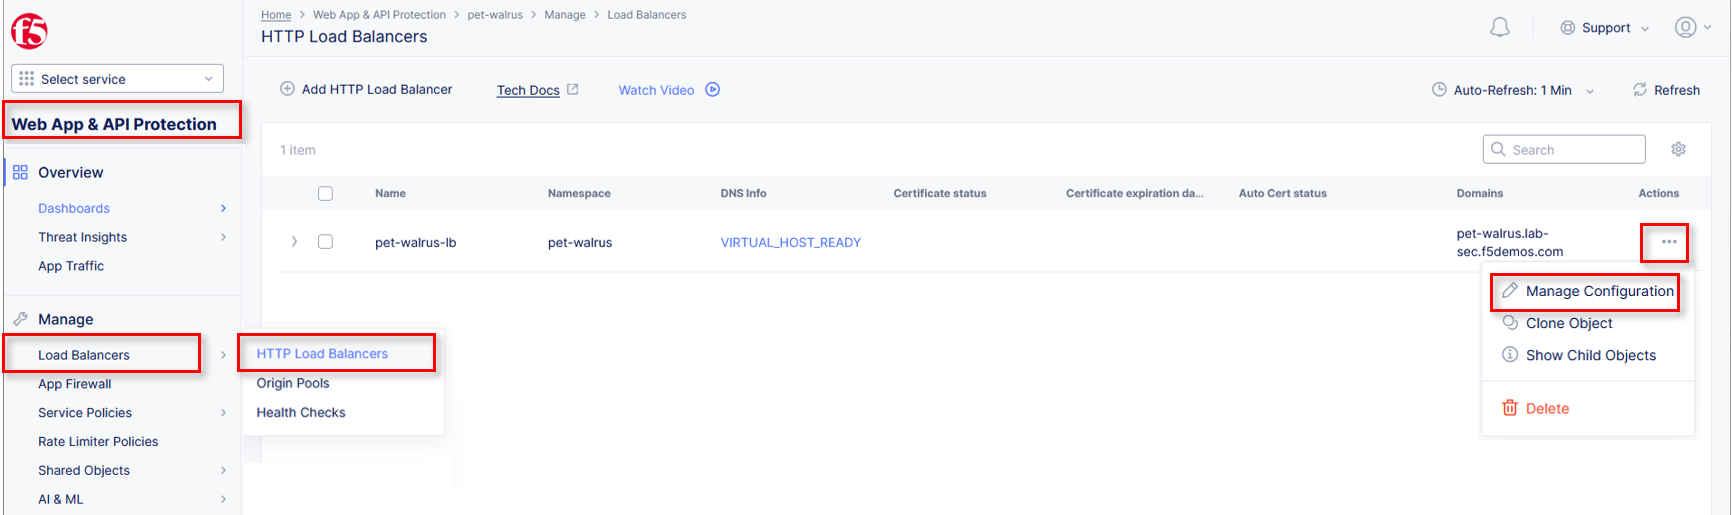 f5
Select service
Web App & API Protection
Overview
Dashboards
Threat Insights
App Traffic
Manage
Load Balancers
App Firewall
Service Policies
Rate Limiter Policies
Shared Objects
AI & ML
HTTP Load Balancers
Origin Pools
Health Checks
Home > Web App & API Protection > pet-walrus > Manage > Load Balancers
HTTP Load Balancers
Support
Add HTTP Load Balancer Tech Docs Watch Video
Auto-Refresh: 1 Min Refresh
1 item
Search
Name Namespace DNS Info Certificate status Certificate expiration da... Auto Cert status Domains Actions
pet-walrus-lb pet-walrus VIRTUAL_HOST_READY pet-walrus.lab-
sec.f5demos.com
Manage Configuration
Clone Object
Show Child Objects
Delete